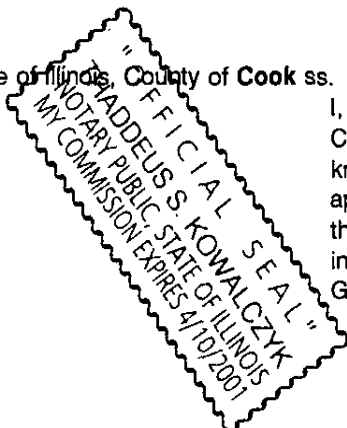 e of Illinois, County of Cook ss.
I,
C
kr
ap
th
in
G
"OFFICIAL SEAL"
THADDEUS S. KOWALCZYK
NOTARY PUBLIC, STATE OF ILLINOIS
MY COMMISSION EXPIRES 4/10/2001